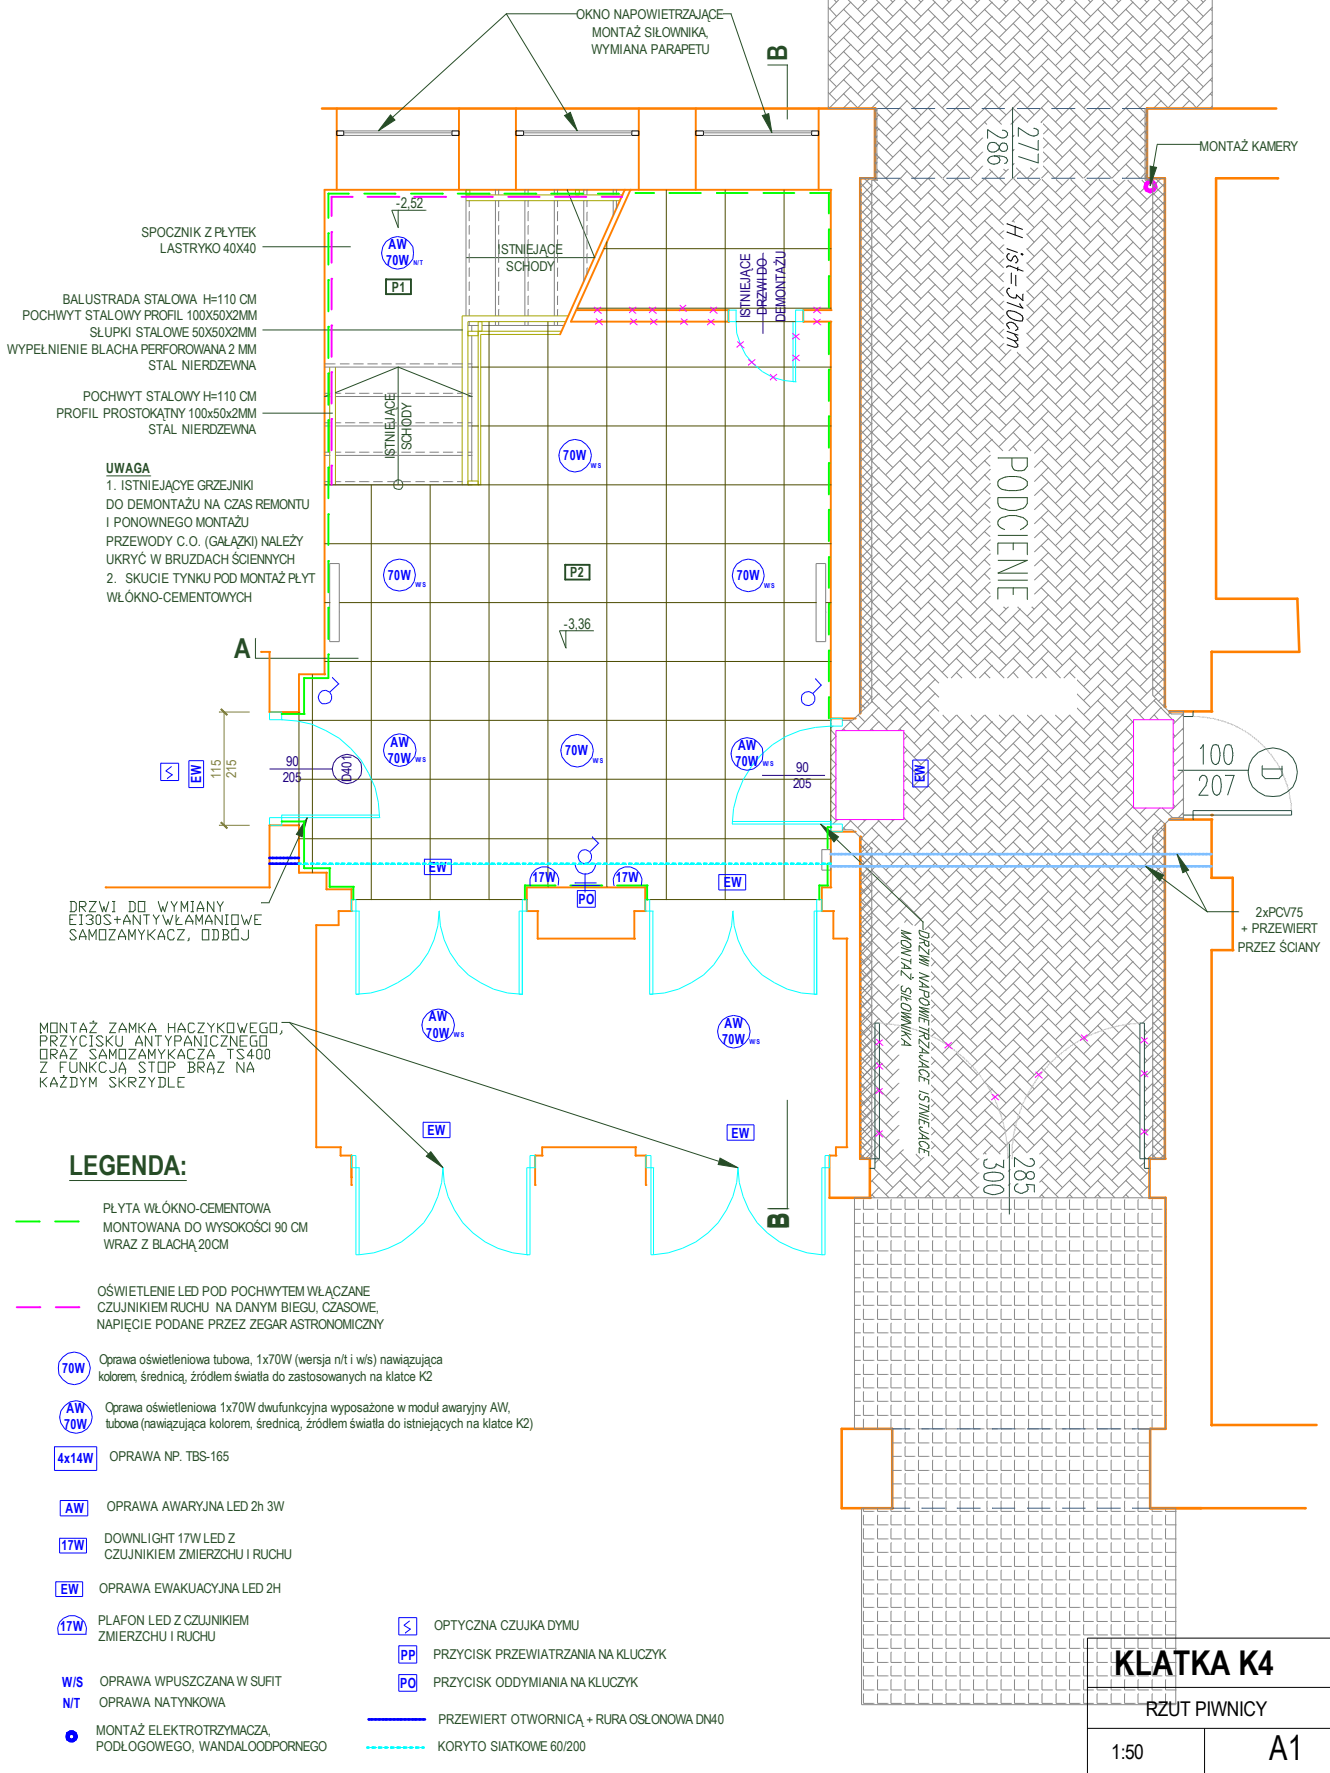 OKNO NAPOWIETRZAJĄCE
MONTAŻ SIŁOWNIKA,
WYMIANA PARAPETU
B
277
286
MONTAŻ KAMERY
-2,52
SPOCZNIK Z PŁYTEK
LASTRYKO 40X40
AW
70W N/T
P1
ISTNIEJĄCE
SCHODY
ISTNIEJĄCE
DRZWI DO
DEMONTAŻU
H ist=310cm
BALUSTRADA STALOWA H=110 CM
POCHWYT STALOWY PROFIL 100X50X2MM
SŁUPKI STALOWE 50X50X2MM
WYPEŁNIENIE BLACHA PERFOROWANA 2 MM
STAL NIERDZEWNA
POCHWYT STALOWY H=110 CM
PROFIL PROSTOKĄTNY 100x50x2MM
STAL NIERDZEWNA
ISTNIEJĄCE
SCHODY
70W W/S
PODCIENIE
UWAGA
1. ISTNIEJĄCYE GRZEJNIKI
DO DEMONTAŻU NA CZAS REMONTU
I PONOWNEGO MONTAŻU
PRZEWODY C.O. (GAŁĄZKI) NALEŻY
UKRYĆ W BRUZDACH ŚCIENNYCH
2. SKUCIE TYNKU POD MONTAŻ PŁYT
WŁÓKNO-CEMENTOWYCH
70W W/S
P2
70W W/S
-3,36
A
115
215
EW
90
205
D401
AW
70W W/S
70W W/S
AW
70W W/S
90
205
EW
100
207
D
EW
17W
PO
17W
EW
DRZWI DO WYMIANY
EI30S+ANTYWŁAMANIOWE
SAMOZAMYKACZ, ODBÓJ
DRZWI NAPOWIETRZAJĄCE ISTNIEJĄCE
MONTAŻ SIŁOWNIKA
2xPCV75
+ PRZEWIERT
PRZEZ ŚCIANY
MONTAŻ ZAMKA HACZYKOWEGO,
PRZYCISKU ANTYPANICZNEGO
ORAZ SAMOZAMYKACZA TS400
Z FUNKCJĄ STOP BRAZ NA
KAŻDYM SKRZYDLE
AW
70W W/S
AW
70W W/S
EW
EW
285
300
B
LEGENDA:
PŁYTA WŁÓKNO-CEMENTOWA
MONTOWANA DO WYSOKOŚCI 90 CM
WRAZ Z BLACHĄ 20CM
OŚWIETLENIE LED POD POCHWYTEM WŁĄCZANE
CZUJNIKIEM RUCHU NA DANYM BIEGU, CZASOWE,
NAPIĘCIE PODANE PRZEZ ZEGAR ASTRONOMICZNY
70W
Oprawa oświetleniowa tubowa, 1x70W (wersja n/t i w/s) nawiązująca
kolorem, średnicą, źródłem światła do zastosowanych na klatce K2
AW
70W
Oprawa oświetleniowa 1x70W dwufunkcyjna wyposażone w moduł awaryjny AW,
tubowa (nawiązująca kolorem, średnicą, źródłem światła do istniejących na klatce K2)
4x14W OPRAWA NP. TBS-165
AW OPRAWA AWARYJNA LED 2h 3W
17W DOWNLIGHT 17W LED Z
CZUJNIKIEM ZMIERZCHU I RUCHU
EW OPRAWA EWAKUACYJNA LED 2H
17W PLAFON LED Z CZUJNIKIEM
ZMIERZCHU I RUCHU
W/S OPRAWA WPUSZCZANA W SUFIT
N/T OPRAWA NATYNKOWA
MONTAŻ ELEKTROTRZYMACZA,
PODŁOGOWEGO, WANDALOODPORNEGO
OPTYCZNA CZUJKA DYMU
PP PRZYCISK PRZEWIATRZANIA NA KLUCZYK
PO PRZYCISK ODDYMIANIA NA KLUCZYK
PRZEWIERT OTWORNICĄ + RURA OSŁONOWA DN40
KORYTO SIATKOWE 60/200
KLATKA K4
RZUT PIWNICY
1:50 A1